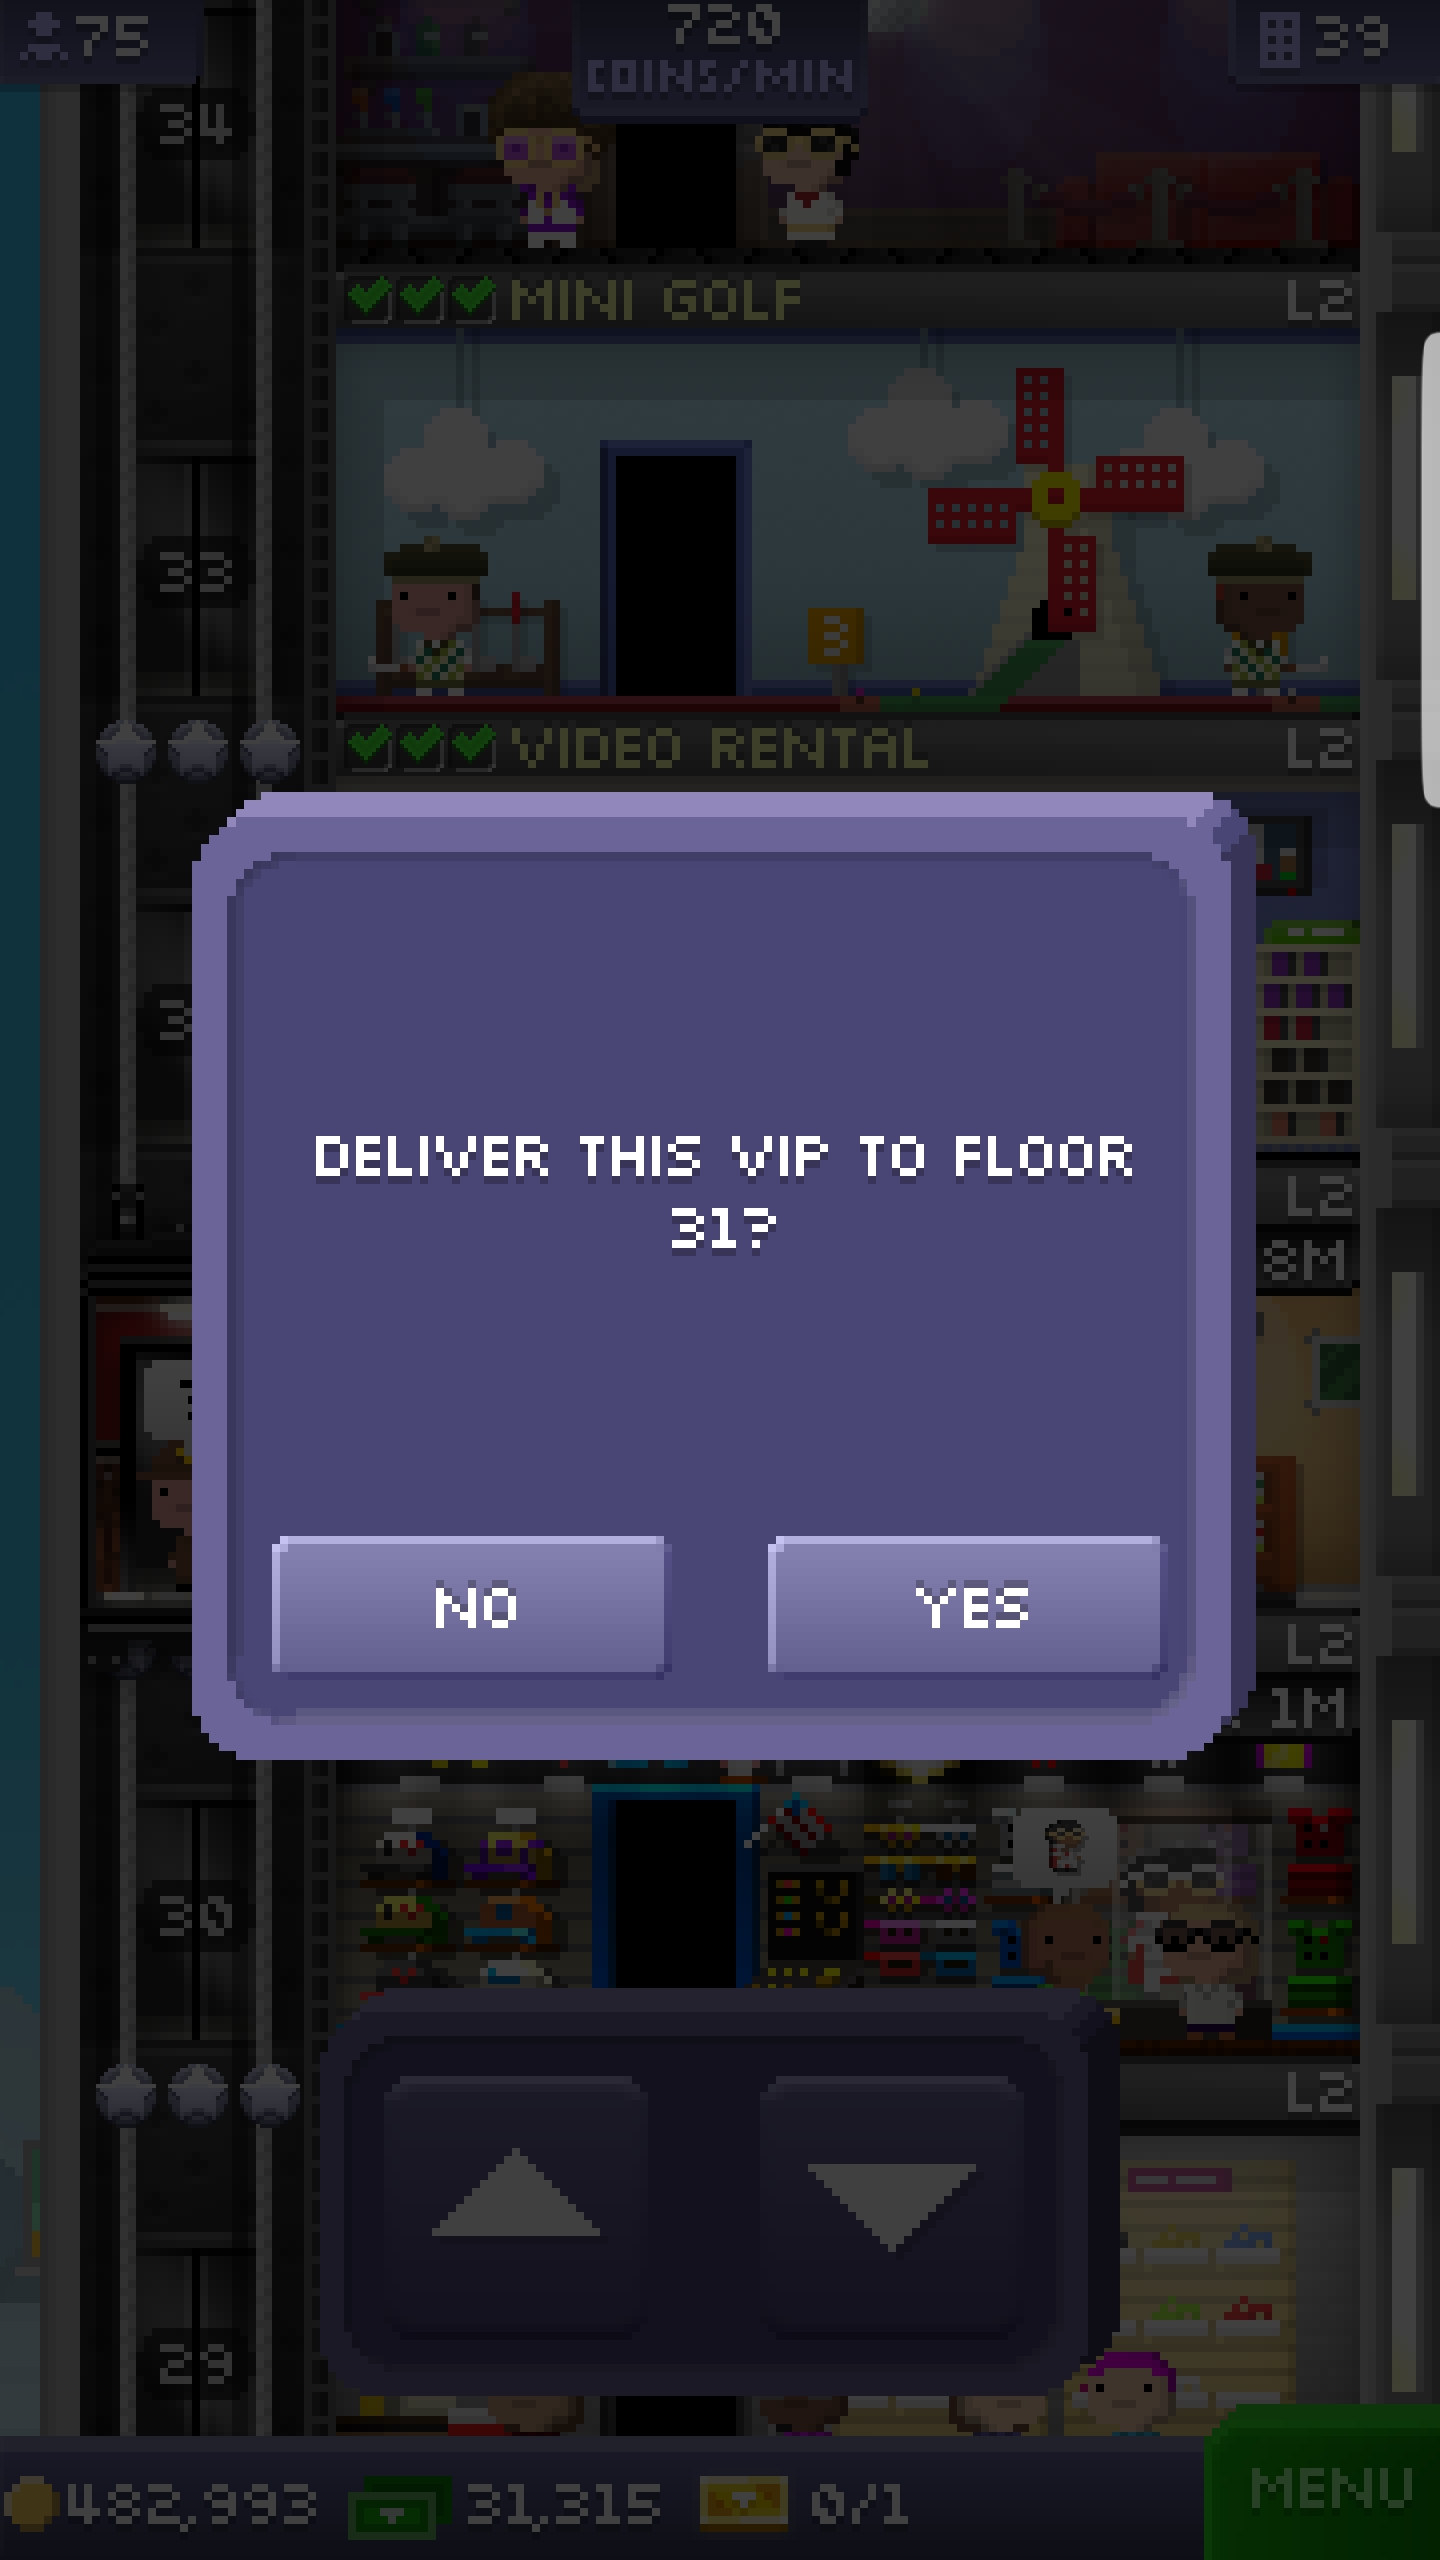 75
720
COINS/MIN
39
34
MINI GOLF
L2
33
3
VIDEO RENTAL
L2
L2
8M
DELIVER THIS VIP TO FLOOR
31?
NO
YES
L2
1M
30
L2
29
482,993
31,315
0/1
MENU